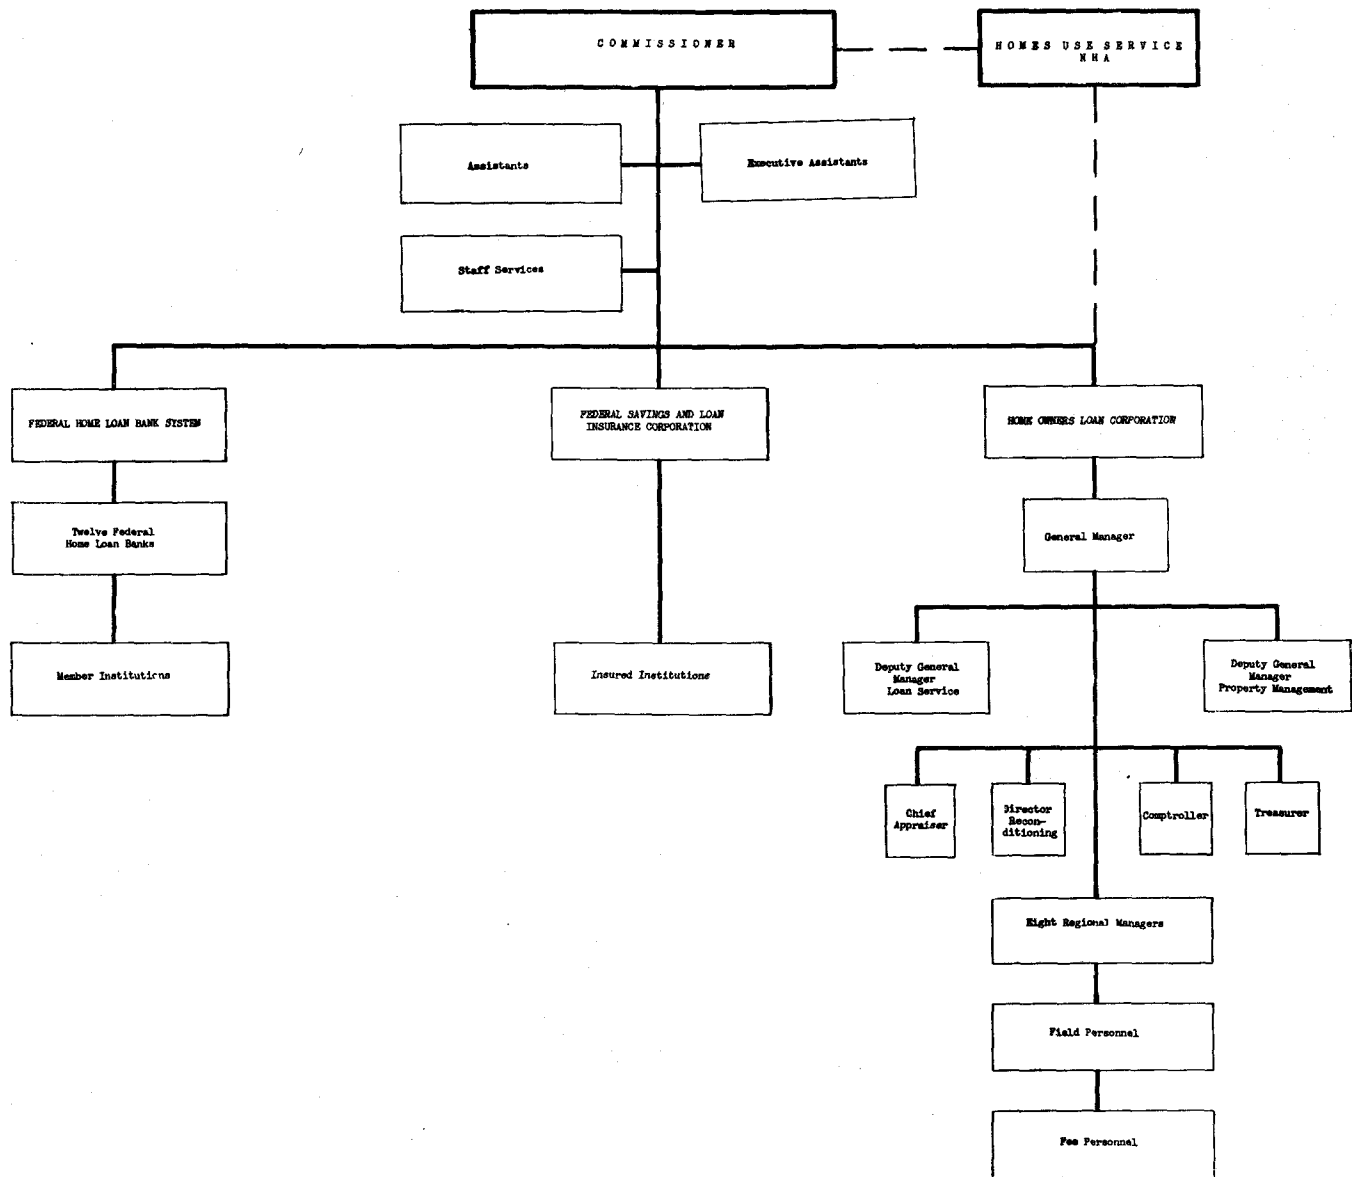 COMMISSIONER
HOMES USE SERVICE
NHA
Assistants
Executive Assistants
Staff Services
FEDERAL HOME LOAN BANK SYSTEM
FEDERAL SAVINGS AND LOAN
INSURANCE CORPORATION
HOME OWNERS LOAN CORPORATION
Twelve Federal
Home Loan Banks
General Manager
Member Institutions
Insured Institutions
Deputy General
Manager
Loan Service
Deputy General
Manager
Property Management
Chief
Appraiser
Director
Recon-
ditioning
Comptroller
Treasurer
Eight Regional Managers
Field Personnel
Fee Personnel